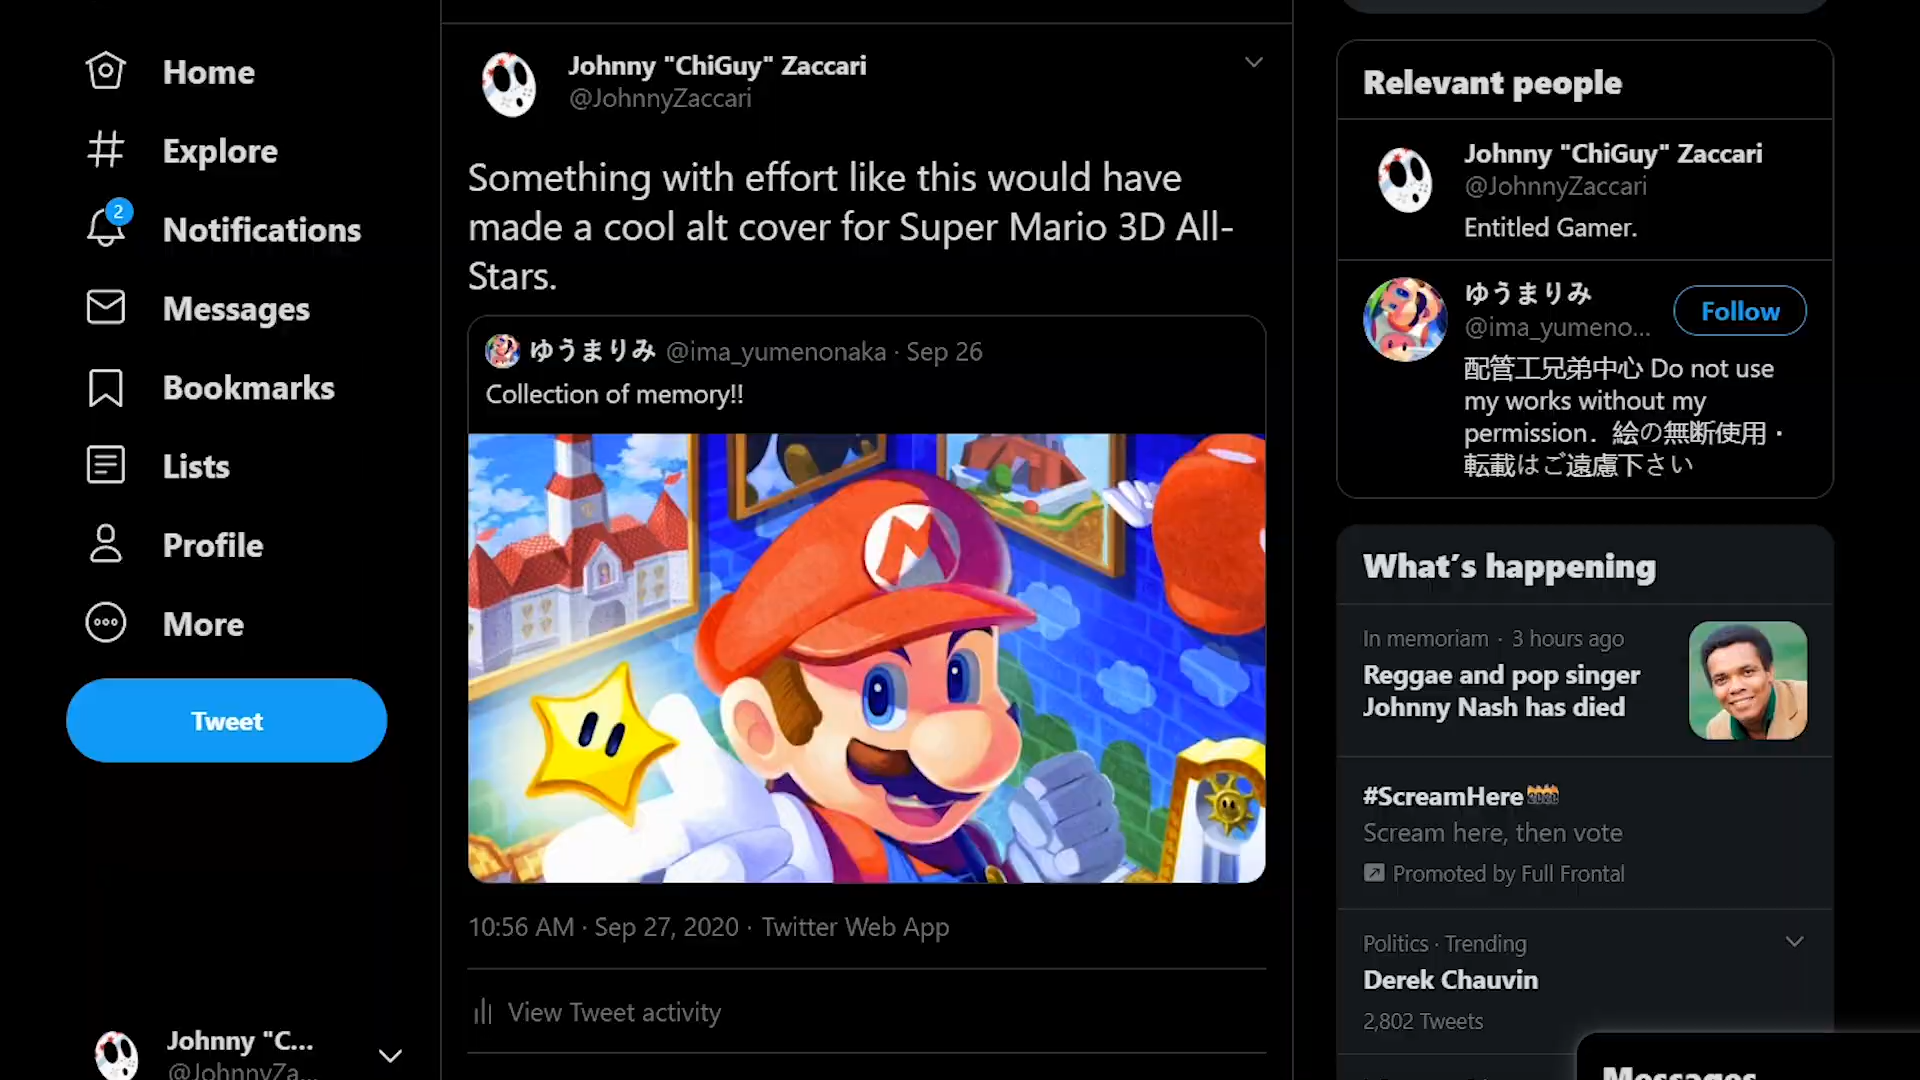 Home
Explore
2
Notifications
Messages
Bookmarks
Lists
Profile
More
Tweet
Johnny "C...
@JohnnyZa...
Johnny "ChiGuy" Zaccari
@JohnnyZaccari
Something with effort like this would have
made a cool alt cover for Super Mario 3D All-
Stars.
ゆうまりみ @ima_yumenonaka · Sep 26
Collection of memory!!
M
10:56 AM · Sep 27, 2020 · Twitter Web App
View Tweet activity
Relevant people
Johnny "ChiGuy" Zaccari
@JohnnyZaccari
Entitled Gamer.
ゆうまりみ
@ima_yumeno...
Follow
配管工兄弟中心 Do not use
my works without my
permission. 絵の無断使用・
転載はご遠慮下さい
What's happening
In memoriam · 3 hours ago
Reggae and pop singer
Johnny Nash has died
#ScreamHere
Scream here, then vote
Promoted by Full Frontal
Politics · Trending
Derek Chauvin
2,802 Tweets
Messages